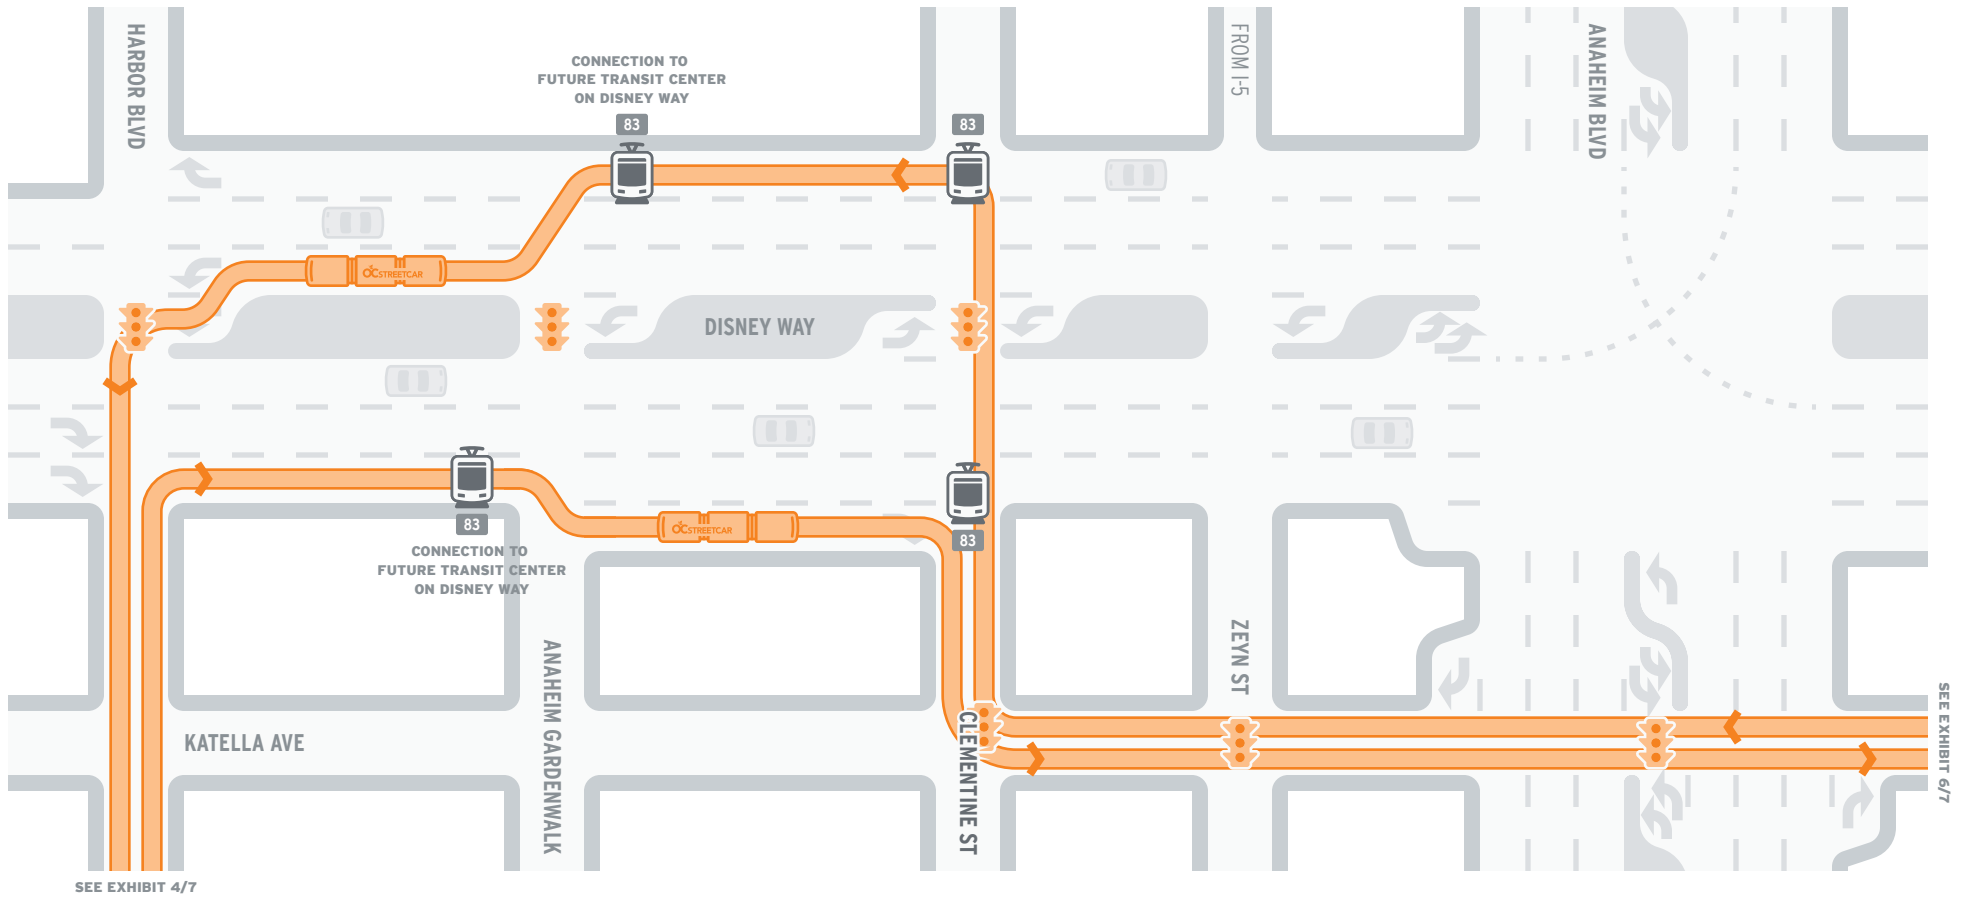 HARBOR BLVD
CONNECTION TO
FUTURE TRANSIT CENTER
ON DISNEY WAY
83
83
FROM I-5
ANAHEIM BLVD
OCSTREETCAR
DISNEY WAY
83
CONNECTION TO
FUTURE TRANSIT CENTER
ON DISNEY WAY
OCSTREETCAR
83
ANAHEIM GARDENWALK
ZEYN ST
KATELLA AVE
CLEMENTINE ST
SEE EXHIBIT 6/7
SEE EXHIBIT 4/7